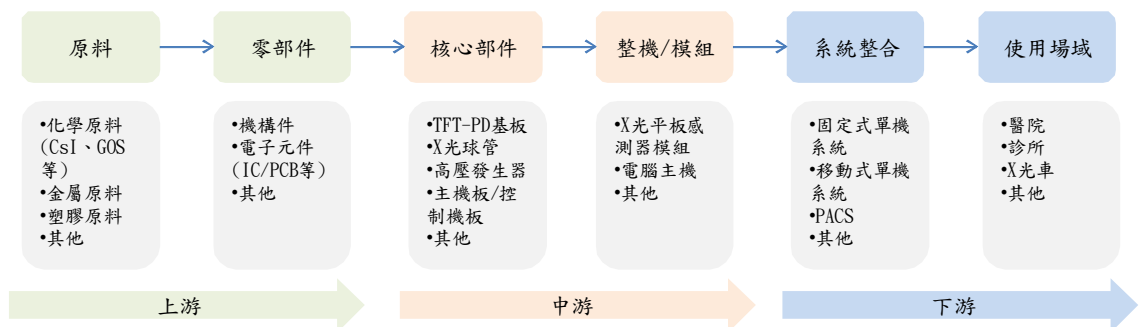 原料
零部件
核心部件
整機/模組
系統整合
使用場域
•化學原料
(CsI、GOS
等)
•金屬原料
•塑膠原料
•其他
•機構件
•電子元件
(IC/PCB等)
•其他
•TFT-PD基板
•X光球管
•高壓發生器
•主機板/控
制機板
•其他
•X光平板感
測器模組
•電腦主機
•其他
•固定式單機
系統
•移動式單機
系統
•PACS
•其他
•醫院
•診所
•X光車
•其他
上游
中游
下游